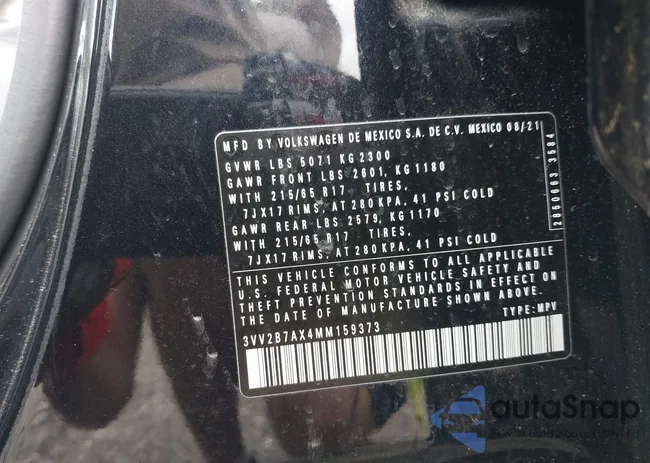 MFD BY VOLKSWAGEN DE MEXICO S.A. DE C.V. MEXICO 08/21
GVWR LBS 5071 KG 2300
GAWR FRONT LBS 2601, KG 1180
WITH 215/65 R17 TIRES,
7JX17 RIMS, AT 280 KPA, 41 PSI COLD
GAWR REAR LBS 2579, KG 1170
WITH 215/65 R17 TIRES,
7JX17 RIMS, AT 280 KPA, 41 PSI COLD
2850663 3684
THIS VEHICLE CONFORMS TO ALL APPLICABLE
U.S. FEDERAL MOTOR VEHICLE SAFETY AND
THEFT PREVENTION STANDARDS IN EFFECT ON
THE DATE OF MANUFACTURE SHOWN ABOVE.
3VV2B7AX4MM159373 TYPE: MPV
autoSnap